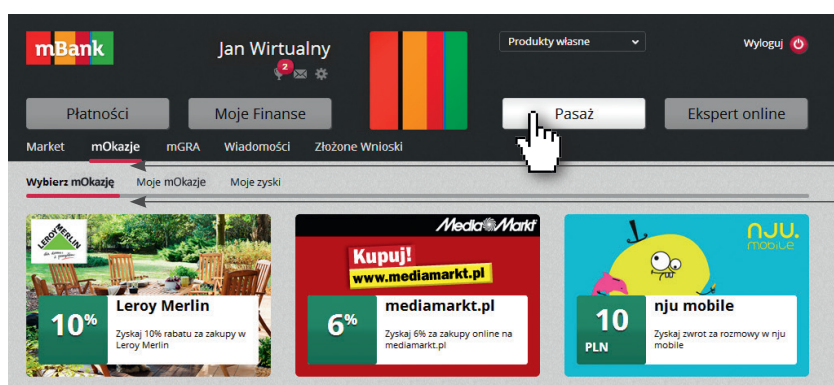 mBank
Jan Wirtualny
2
Produkty własne
Wyloguj
Płatności
Moje Finanse
Pasaż
Ekspert online
Market
mOkazje
mGRA
Wiadomości
Złożone Wnioski
Wybierz mOkazję
Moje mOkazje
Moje zyski
LEROY MERLIN
10%
Leroy Merlin
Zyskaj 10% rabatu za zakupy w
Leroy Merlin
Media Markt
Kupuj!
www.mediamarkt.pl
6%
mediamarkt.pl
Zyskaj 6% za zakupy online na
mediamarkt.pl
nju.
mobile
10
PLN
nju mobile
Zyskaj zwrot za rozmowy w nju
mobile